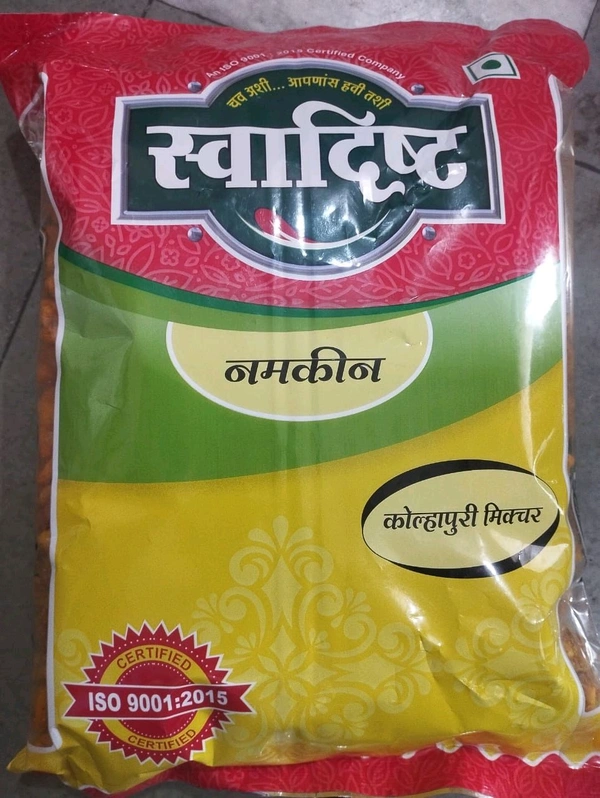 An ISO 9001 : 2015 Certified Company
चव अशी... आपणांस हवी तशी
स्वादिष्ट
नमकीन
कोल्हापुरी मिक्चर
CERTIFIED
ISO 9001:2015
CERTIFIED